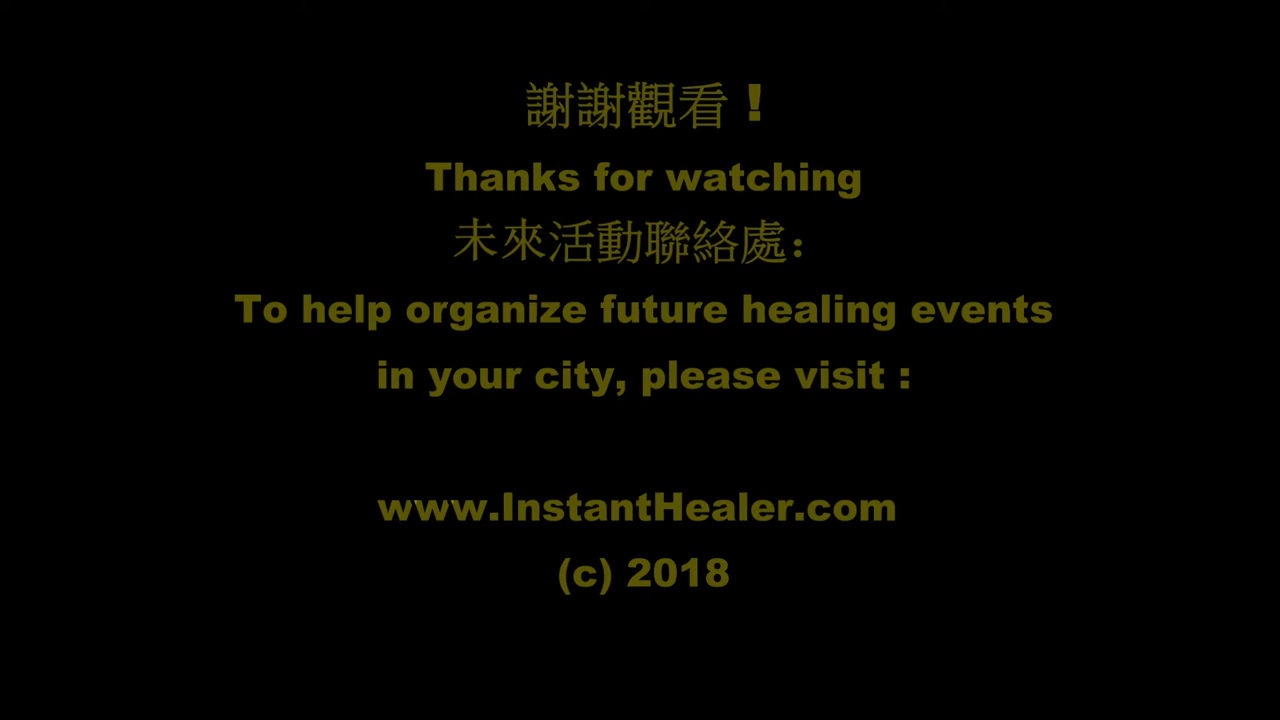 謝謝觀看！
Thanks for watching
未來活動聯絡處：
To help organize future healing events
in your city, please visit :
www.InstantHealer.com
(c) 2018